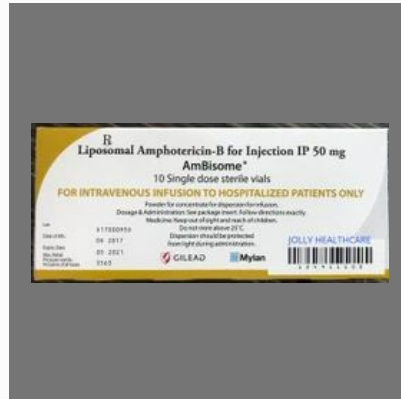 R
Liposomal Amphotericin-B for Injection IP 50 mg
AmBisome®
10 Single dose sterile vials
FOR INTRAVENOUS INFUSION TO HOSPITALIZED PATIENTS ONLY
Powder for concentrate for dispersion for infusion.
Dosage & Administration: See package insert. Follow directions exactly.
Medicine: Keep out of sight and reach of children.
Do not store above 25°C.
Dispersion should be protected
from light during administration.
06 2017
05 2021
GILEAD
Mylan
JOLLY HEALTHCARE